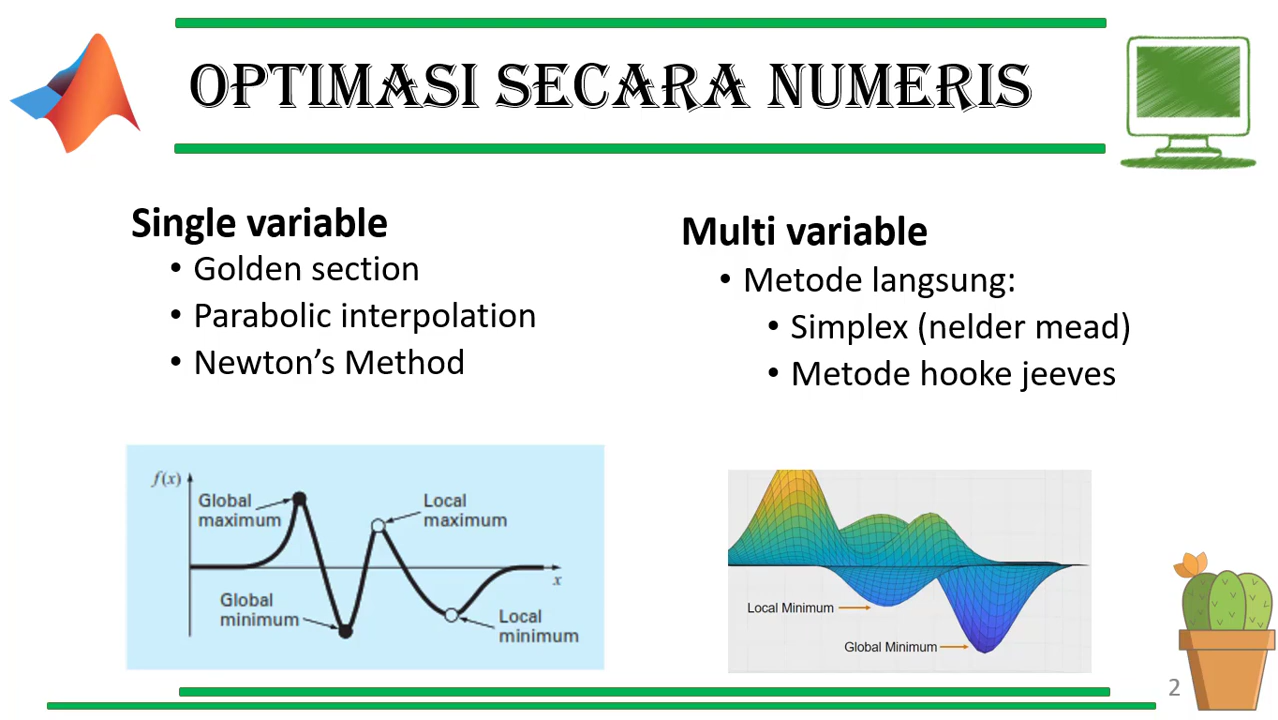 OPTIMASI SECARA NUMERIS
Single variable
• Golden section
• Parabolic interpolation
• Newton’s Method
Multi variable
• Metode langsung:
• Simplex (nelder mead)
• Metode hooke jeeves
f(x)
Global
maximum
Local
maximum
x
Global
minimum
Local
minimum
Local Minimum
Global Minimum
2